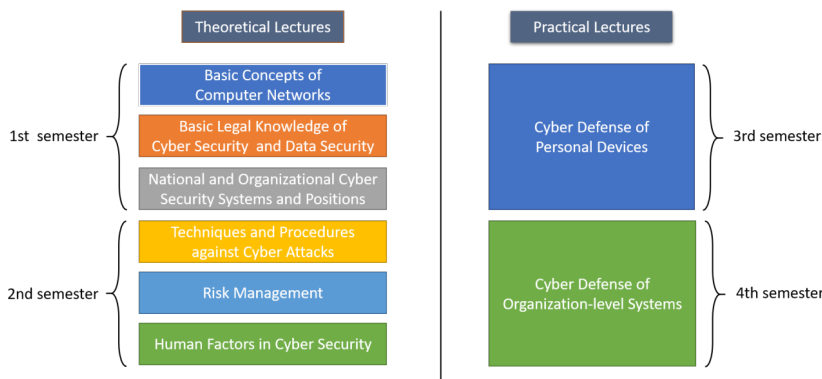 Theoretical Lectures
Practical Lectures
1st semester
Basic Concepts of
Computer Networks
Basic Legal Knowledge of
Cyber Security and Data Security
National and Organizational Cyber
Security Systems and Positions
2nd semester
Techniques and Procedures
against Cyber Attacks
Risk Management
Human Factors in Cyber Security
Cyber Defense of
Personal Devices
3rd semester
Cyber Defense of
Organization-level Systems
4th semester